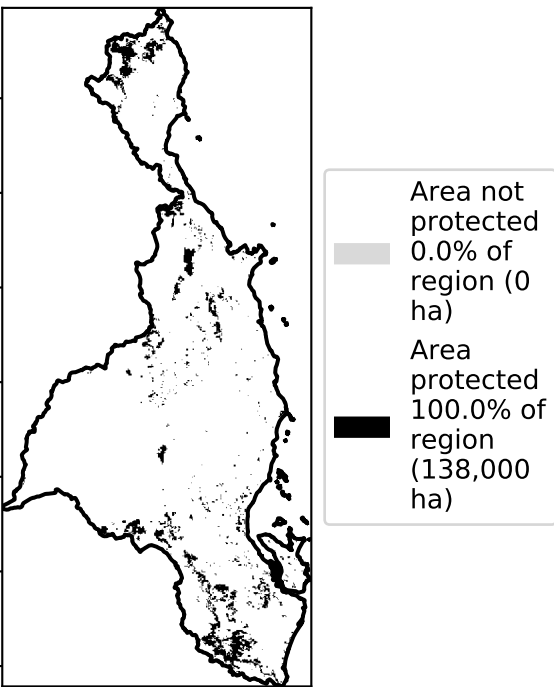 Area not
protected
0.0% of
region (0
ha)
Area
protected
100.0% of
region
(138,000
ha)